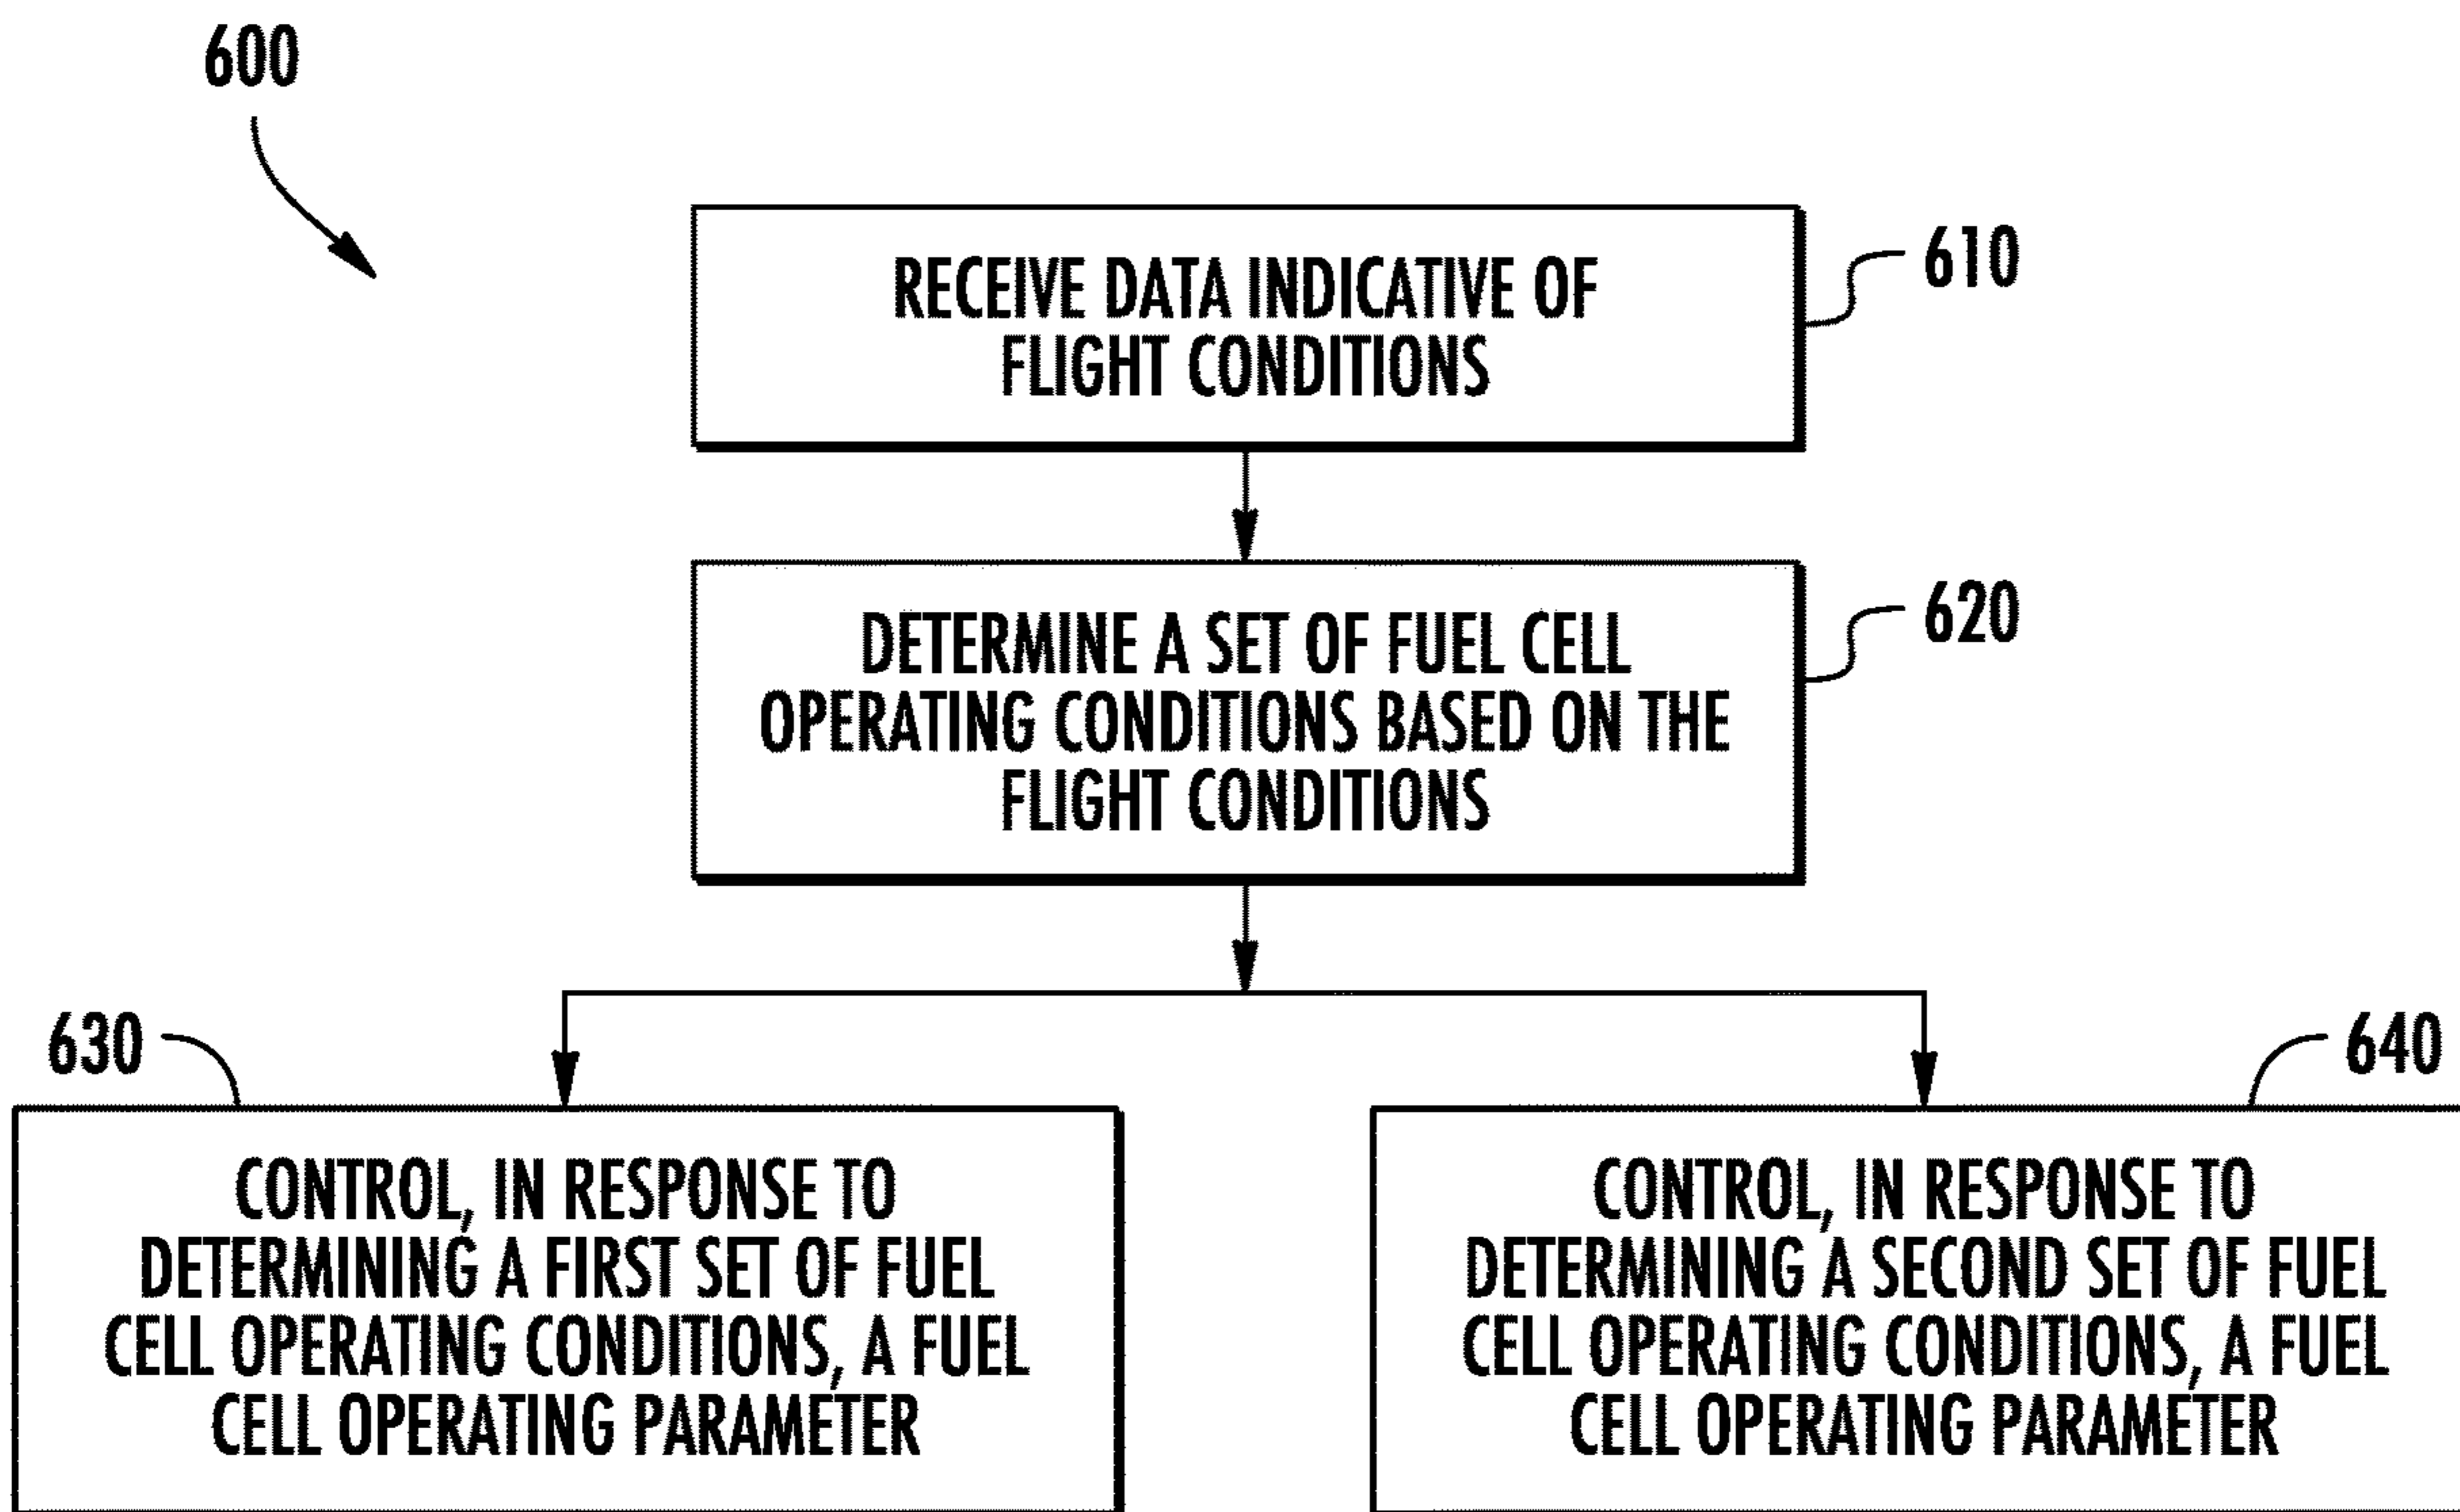 600
RECEIVE DATA INDICATIVE OF
FLIGHT CONDITIONS
610
DETERMINE A SET OF FUEL CELL
OPERATING CONDITIONS BASED ON THE
FLIGHT CONDITIONS
620
630
CONTROL, IN RESPONSE TO
DETERMINING A FIRST SET OF FUEL
CELL OPERATING CONDITIONS, A FUEL
CELL OPERATING PARAMETER
640
CONTROL, IN RESPONSE TO
DETERMINING A SECOND SET OF FUEL
CELL OPERATING CONDITIONS, A FUEL
CELL OPERATING PARAMETER